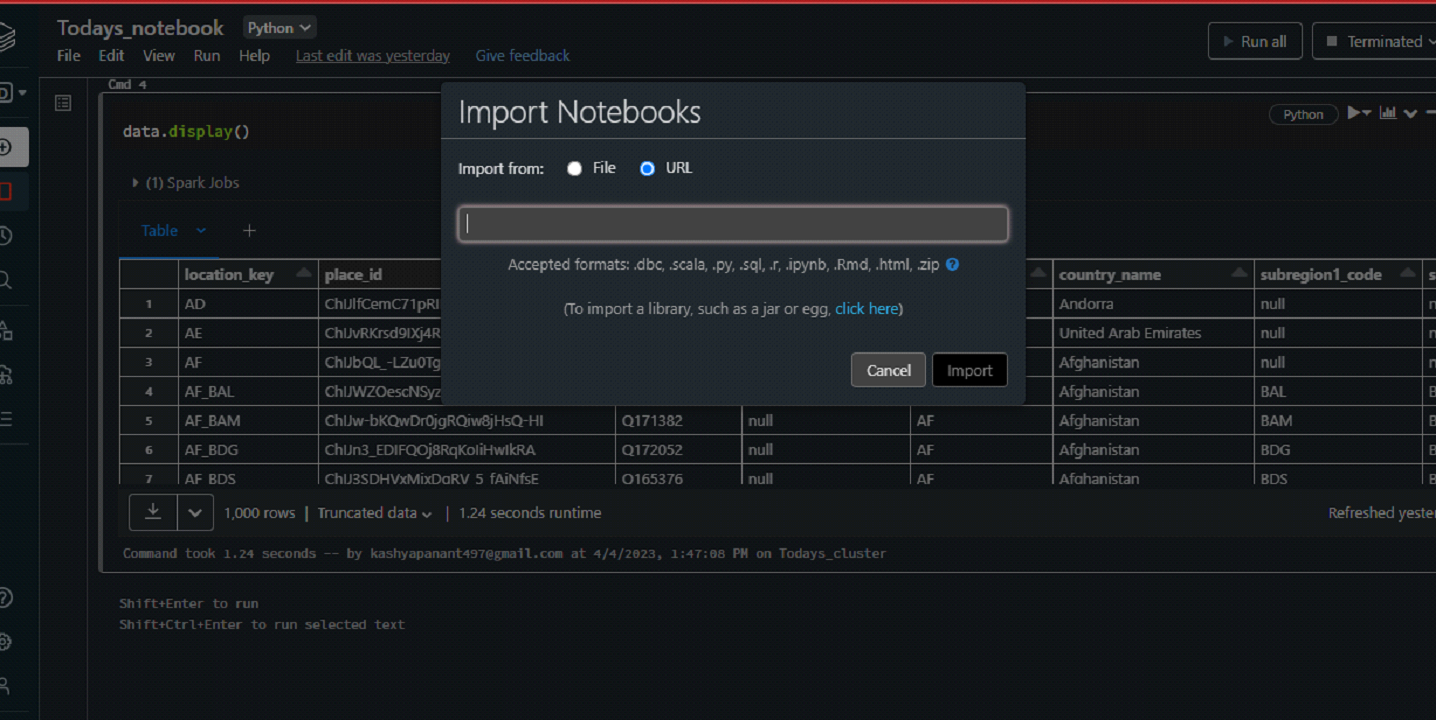 Todays_notebook Python
File Edit View Run Help Last edit was yesterday Give feedback
Run all Terminated
Cmd 4
Import Notebooks
data.display()
Python
Import from: File URL
(1) Spark Jobs
Table +
Accepted formats: .dbc, .scala, .py, .sql, .r, .ipynb, .Rmd, .html, .zip
location_key place_id country_name subregion1_code s
(To import a library, such as a jar or egg, click here)
1 AD ChIJlfCemC71pRI Andorra null n
2 AE ChIJvRKrsd9IXj4R United Arab Emirates null n
3 AF ChIJbQL_-LZu0Tg Afghanistan null n
Cancel Import
4 AF_BAL ChIJWZOescNSyz Afghanistan BAL B
5 AF_BAM ChIJw-bKQwDr0jgRQiw8jHsQ-HI Q171382 null AF Afghanistan BAM B
6 AF_BDG ChIJn3_EDIFQOj8RqKoIiHwIkRA Q172052 null AF Afghanistan BDG B
7 AF_BDS ChIJ3SDHVxMixDgRV_5_fAiNfsE Q165376 null AF Afghanistan BDS B
1,000 rows | Truncated data | 1.24 seconds runtime
Refreshed yester
Command took 1.24 seconds -- by kashyapanant497@gmail.com at 4/4/2023, 1:47:08 PM on Todays_cluster
Shift+Enter to run
Shift+Ctrl+Enter to run selected text